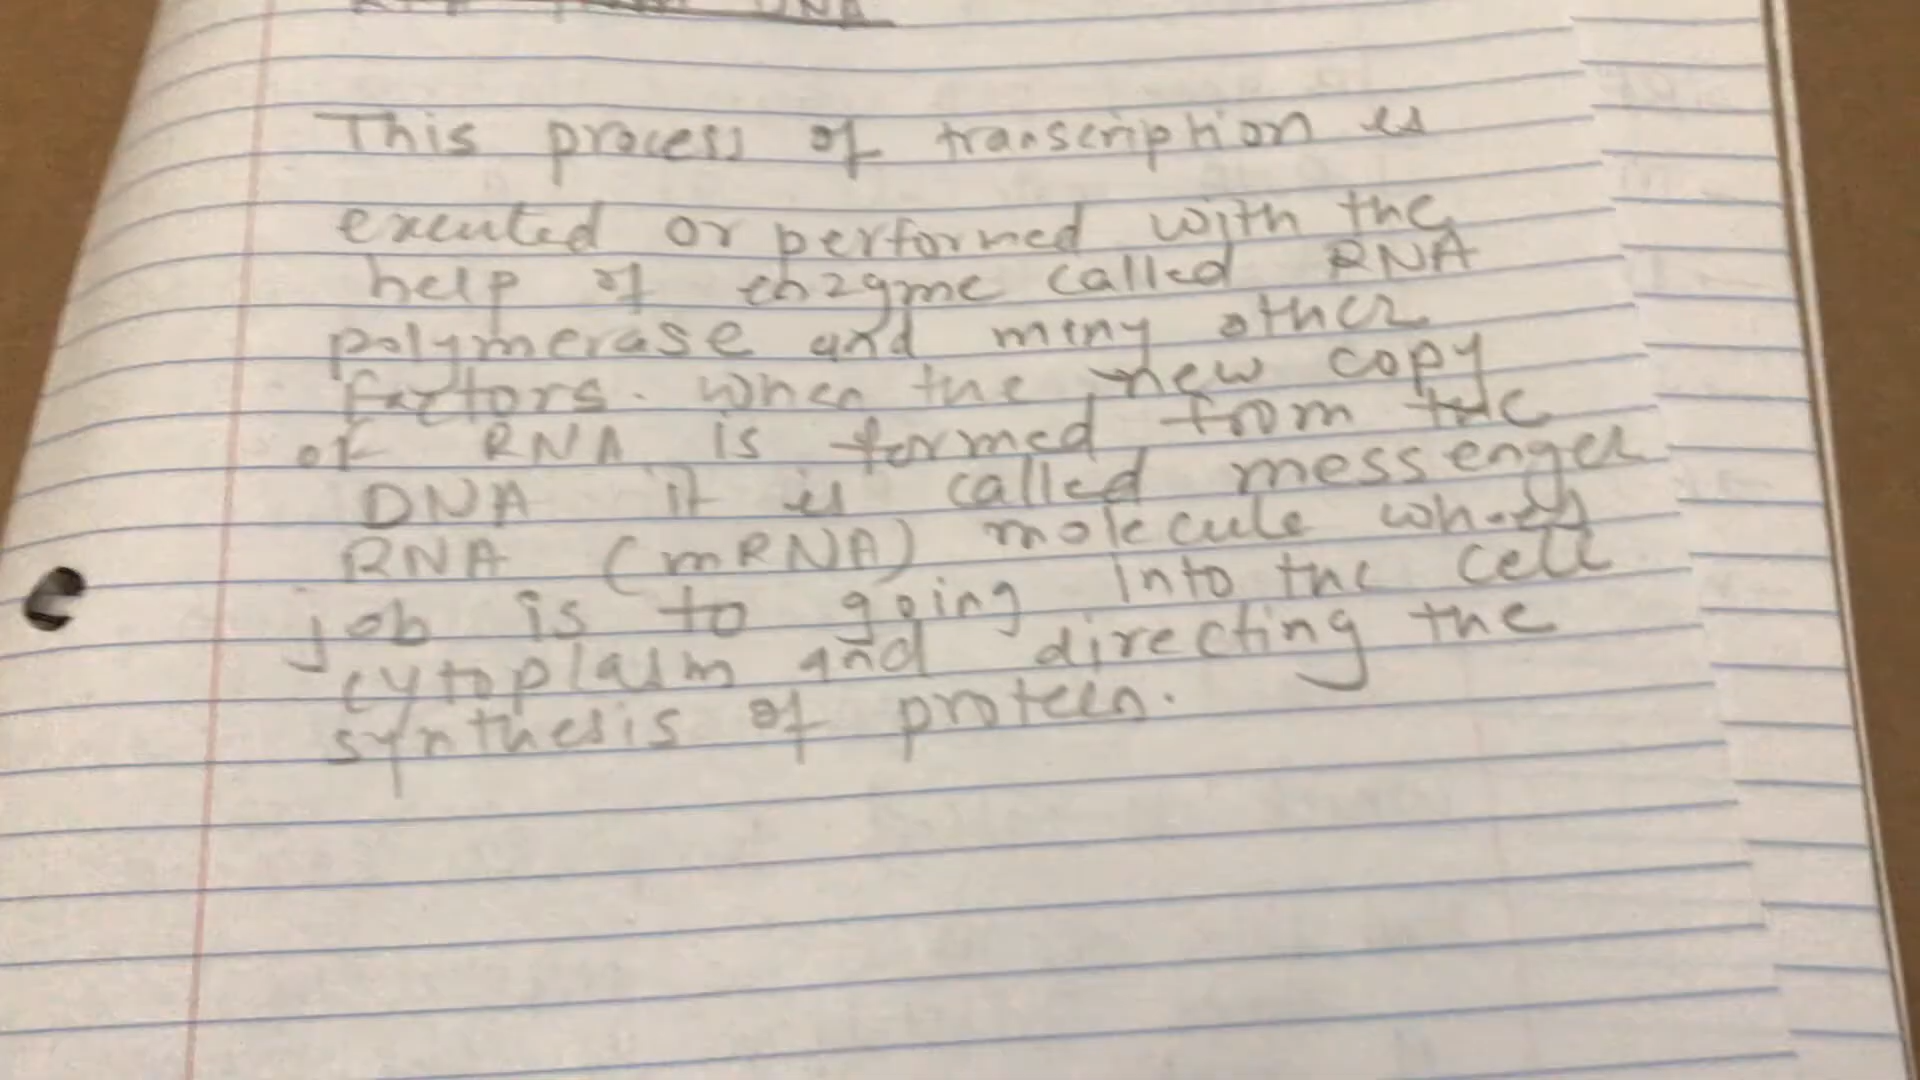 DNA
This process of transcription is
executed or performed with the
help of enzyme called RNA
polymerase and many other
factors. when the new copy
of RNA is formed from the
DNA it is called messenger
RNA (mRNA) molecule
job is to going into the cell
cytoplasm and directing the
synthesis of protein.